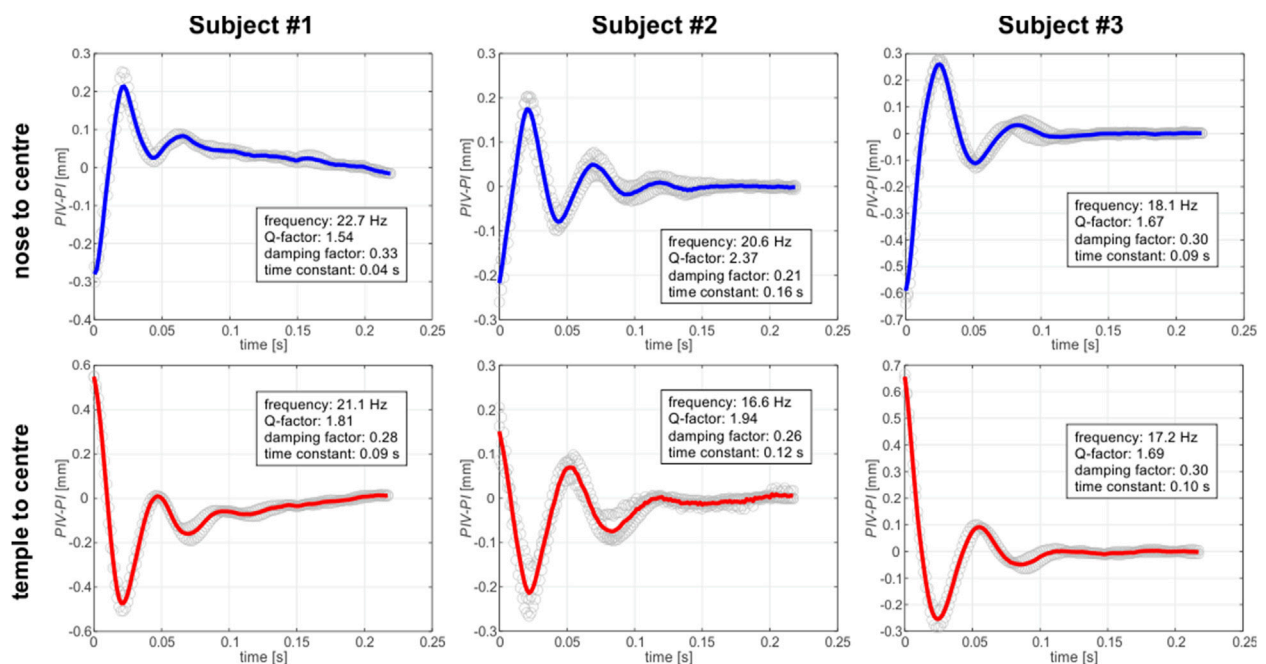 Subject #1
Subject #2
Subject #3
nose to centre
PIV-PI [mm]
0.3
0.2
0.1
0
-0.1
-0.2
-0.3
-0.4
frequency: 22.7 Hz
Q-factor: 1.54
damping factor: 0.33
time constant: 0.04 s
0 0.05 0.1 0.15 0.2 0.25
time [s]
PIV-PI [mm]
0.3
0.2
0.1
0
-0.1
-0.2
-0.3
frequency: 20.6 Hz
Q-factor: 2.37
damping factor: 0.21
time constant: 0.16 s
0 0.05 0.1 0.15 0.2 0.25
time [s]
PIV-PI [mm]
0.3
0.2
0.1
0
-0.1
-0.2
-0.3
-0.4
-0.5
-0.6
-0.7
frequency: 18.1 Hz
Q-factor: 1.67
damping factor: 0.30
time constant: 0.09 s
0 0.05 0.1 0.15 0.2 0.25
time [s]
temple to centre
PIV-PI [mm]
0.6
0.4
0.2
0
-0.2
-0.4
-0.6
frequency: 21.1 Hz
Q-factor: 1.81
damping factor: 0.28
time constant: 0.09 s
0 0.05 0.1 0.15 0.2 0.25
time [s]
PIV-PI [mm]
0.3
0.2
0.1
0
-0.1
-0.2
-0.3
frequency: 16.6 Hz
Q-factor: 1.94
damping factor: 0.26
time constant: 0.12 s
0 0.05 0.1 0.15 0.2 0.25
time [s]
PIV-PI [mm]
0.7
0.6
0.5
0.4
0.3
0.2
0.1
0
-0.1
-0.2
-0.3
frequency: 17.2 Hz
Q-factor: 1.69
damping factor: 0.30
time constant: 0.10 s
0 0.05 0.1 0.15 0.2 0.25
time [s]